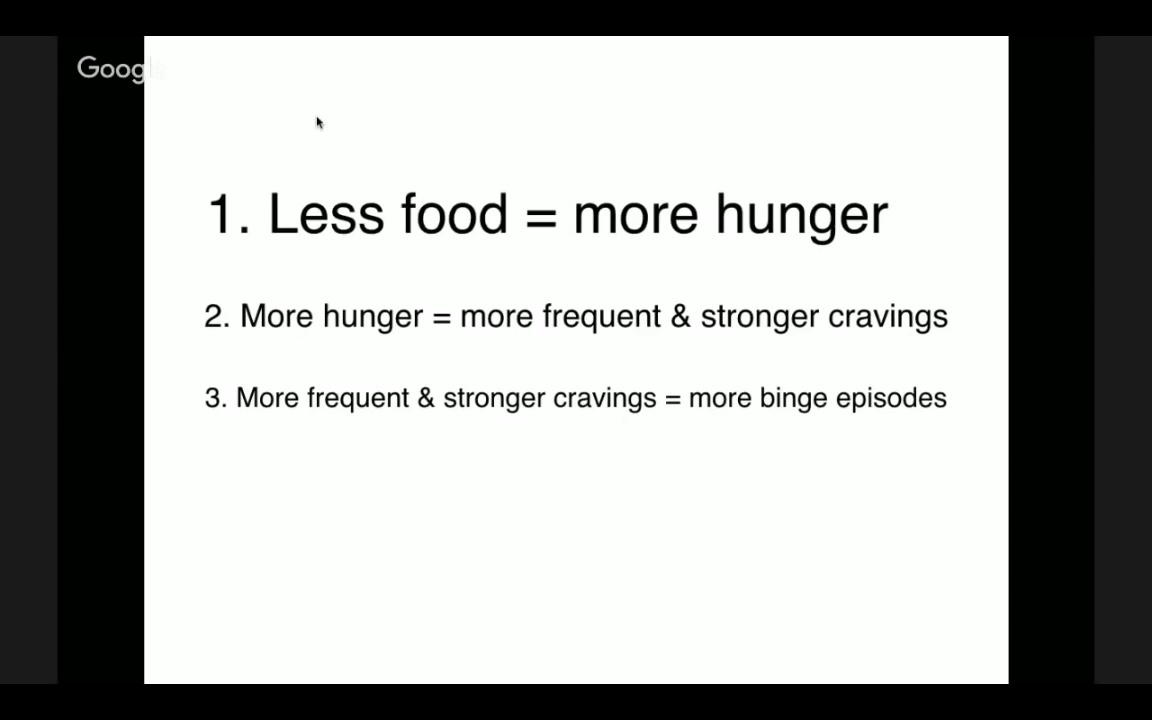 Google
1. Less food = more hunger
2. More hunger = more frequent & stronger cravings
3. More frequent & stronger cravings = more binge episodes